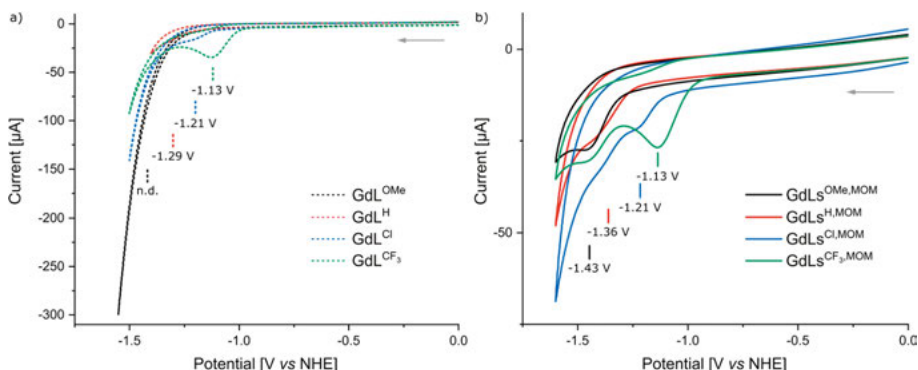 a)
0
-50
-100
-150
-200
-250
-300
Current [µA]
-1.13 V
-1.21 V
-1.29 V
n.d.
GdL^OMe
GdL^H
GdL^Cl
GdL^CF₃
-1.5
-1.0
-0.5
0.0
Potential [V vs NHE]
b)
0
-50
Current [µA]
-1.13 V
-1.21 V
-1.36 V
-1.43 V
GdLs^OMe,MOM
GdLs^H,MOM
GdLs^Cl,MOM
GdLs^CF₃,MOM
-1.5
-1.0
-0.5
0.0
Potential [V vs NHE]